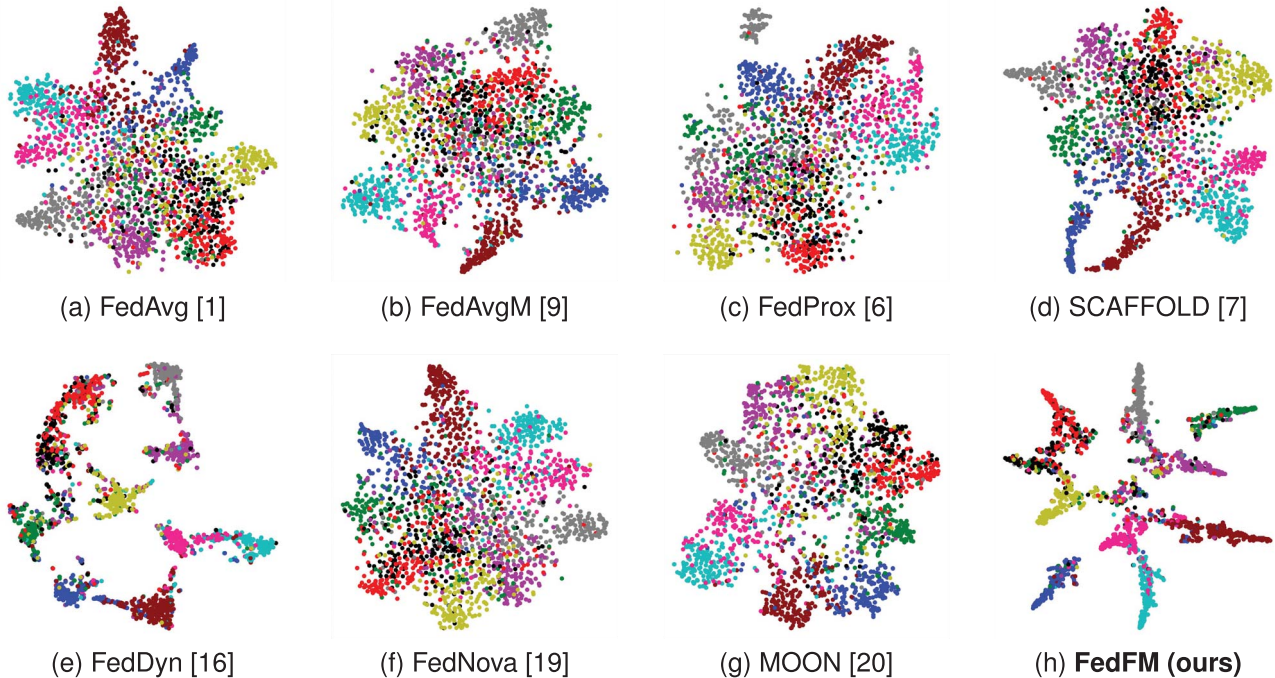 (a) FedAvg [1]
(b) FedAvgM [9]
(c) FedProx [6]
(d) SCAFFOLD [7]
(e) FedDyn [16]
(f) FedNova [19]
(g) MOON [20]
(h) FedFM (ours)